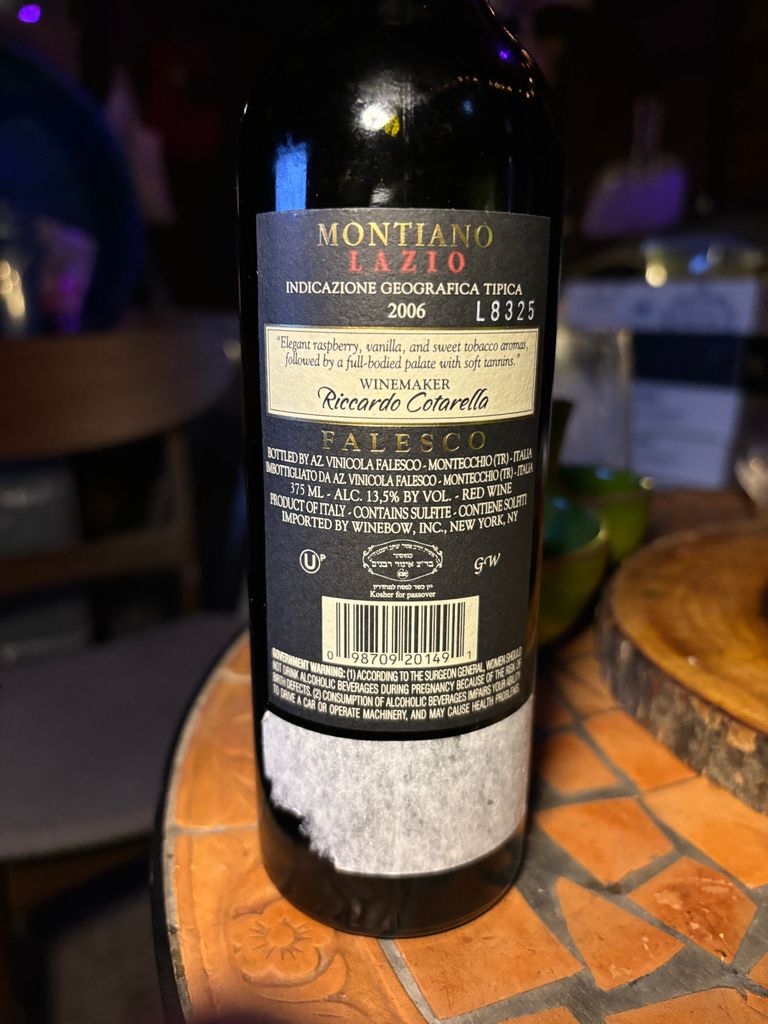 MONTIANO
LAZIO
INDICAZIONE GEOGRAFICA TIPICA
2006 L8325
"Elegant raspberry, vanilla, and sweet tobacco aromas,
followed by a full-bodied palate with soft tannins."
WINEMAKER
Riccardo Cotarella
FALESCO
BOTTLED BY AZ. VINICOLA FALESCO - MONTECCHIO (TR) - ITALIA
IMBOTTIGLIATO DA AZ. VINICOLA FALESCO - MONTECCHIO (TR) - ITALIA
375 ML - ALC. 13,5% BY VOL. - RED WINE
PRODUCT OF ITALY - CONTAINS SULFITE - CONTIENE SOLFITI
IMPORTED BY WINEBOW, INC., NEW YORK, NY
U P
GW
יין כשר לפסח למהדרין
Kosher for passover
0 98709 20149 1
GOVERNMENT WARNING: (1) ACCORDING TO THE SURGEON GENERAL WOMEN SHOULD
NOT DRINK ALCOHOLIC BEVERAGES DURING PREGNANCY BECAUSE OF THE RISK OF
BIRTH DEFECTS. (2) CONSUMPTION OF ALCOHOLIC BEVERAGES IMPAIRS YOUR ABILITY
TO DRIVE A CAR OR OPERATE MACHINERY, AND MAY CAUSE HEALTH PROBLEMS.